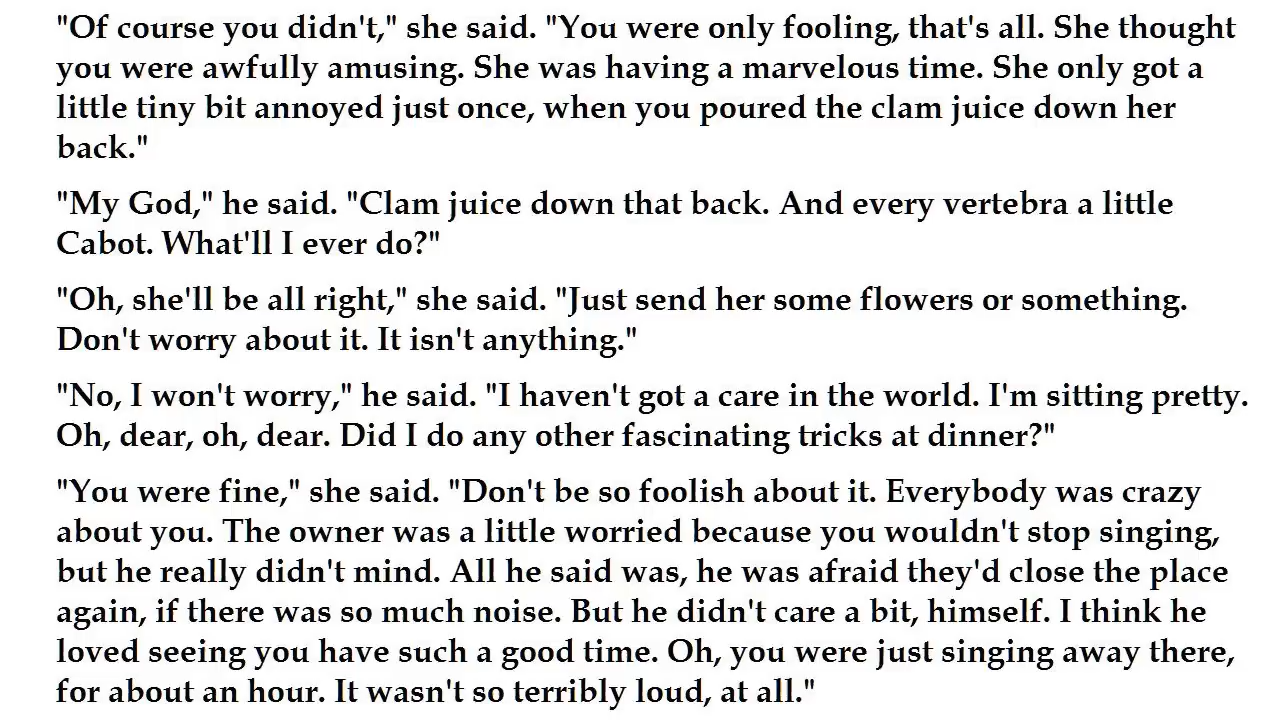 "Of course you didn't," she said. "You were only fooling, that's all. She thought
you were awfully amusing. She was having a marvelous time. She only got a
little tiny bit annoyed just once, when you poured the clam juice down her
back."
"My God," he said. "Clam juice down that back. And every vertebra a little
Cabot. What'll I ever do?"
"Oh, she'll be all right," she said. "Just send her some flowers or something.
Don't worry about it. It isn't anything."
"No, I won't worry," he said. "I haven't got a care in the world. I'm sitting pretty.
Oh, dear, oh, dear. Did I do any other fascinating tricks at dinner?"
"You were fine," she said. "Don't be so foolish about it. Everybody was crazy
about you. The owner was a little worried because you wouldn't stop singing,
but he really didn't mind. All he said was, he was afraid they'd close the place
again, if there was so much noise. But he didn't care a bit, himself. I think he
loved seeing you have such a good time. Oh, you were just singing away there,
for about an hour. It wasn't so terribly loud, at all."